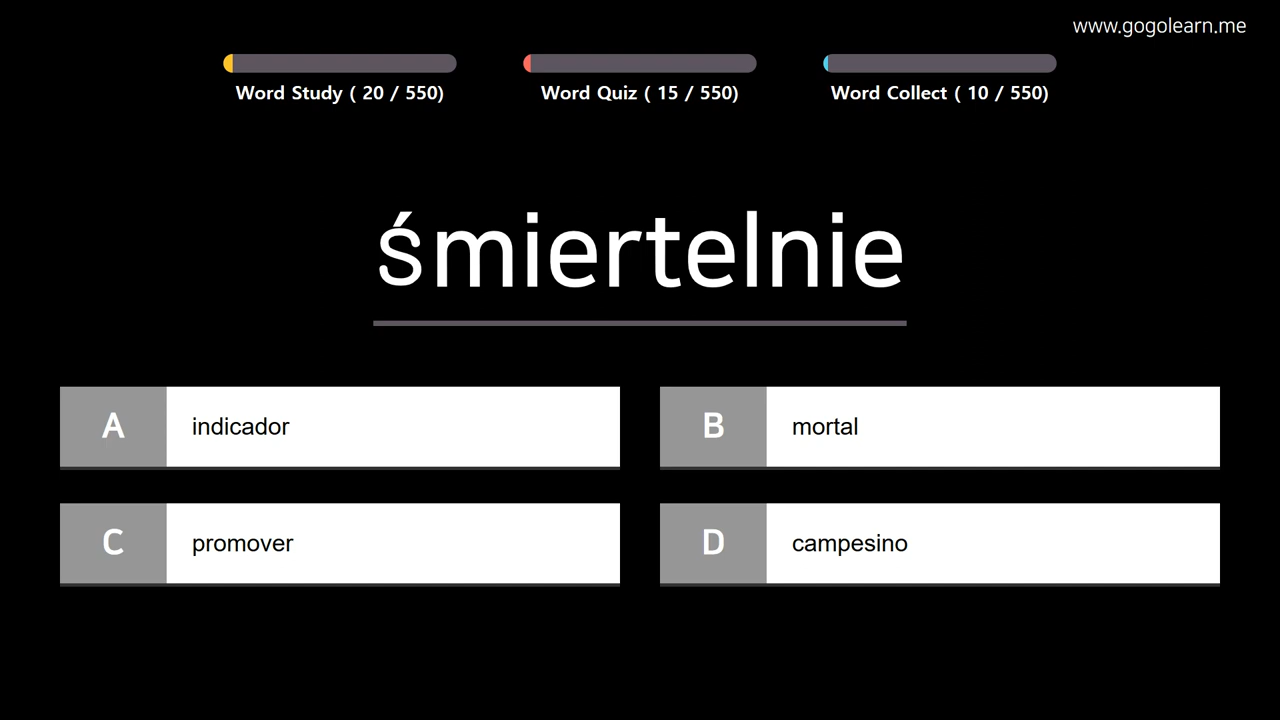 www.gogolearn.me
Word Study ( 20 / 550)
Word Quiz ( 15 / 550)
Word Collect ( 10 / 550)
śmiertelnie
A indicador
B mortal
C promover
D campesino